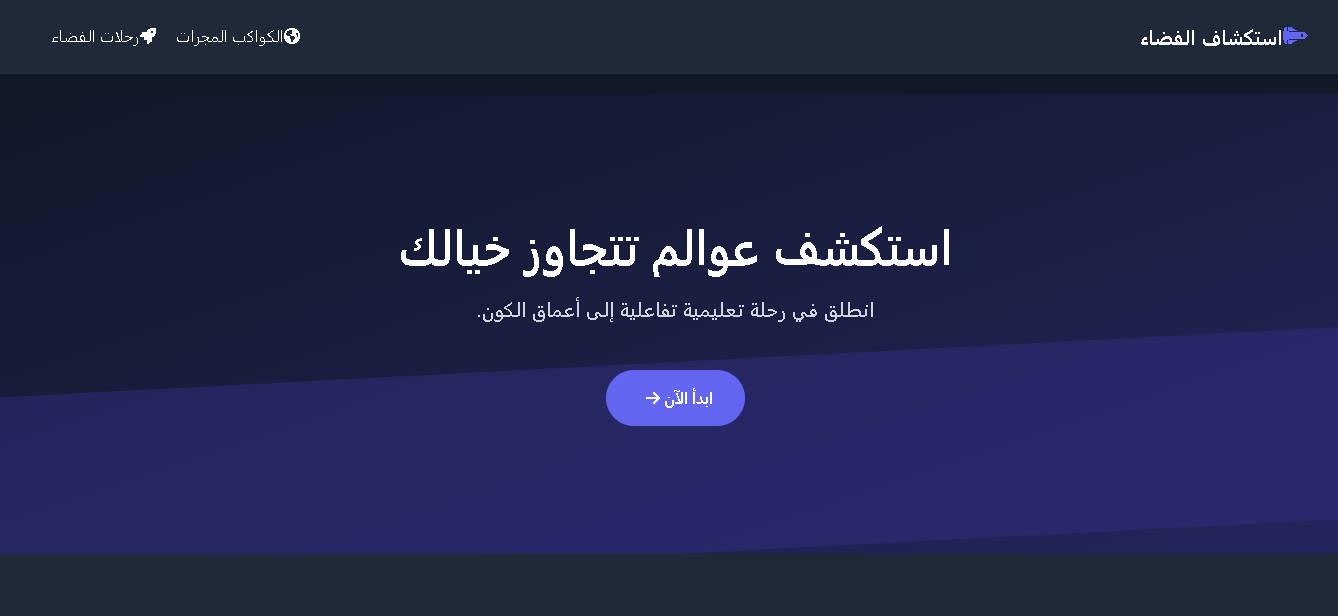 استكشاف الفضاء
الكواكب المجرات
رحلات الفضاء
استكشف عوالم تتجاوز خيالك
انطلق في رحلة تعليمية تفاعلية إلى أعماق الكون.
ابدأ الآن